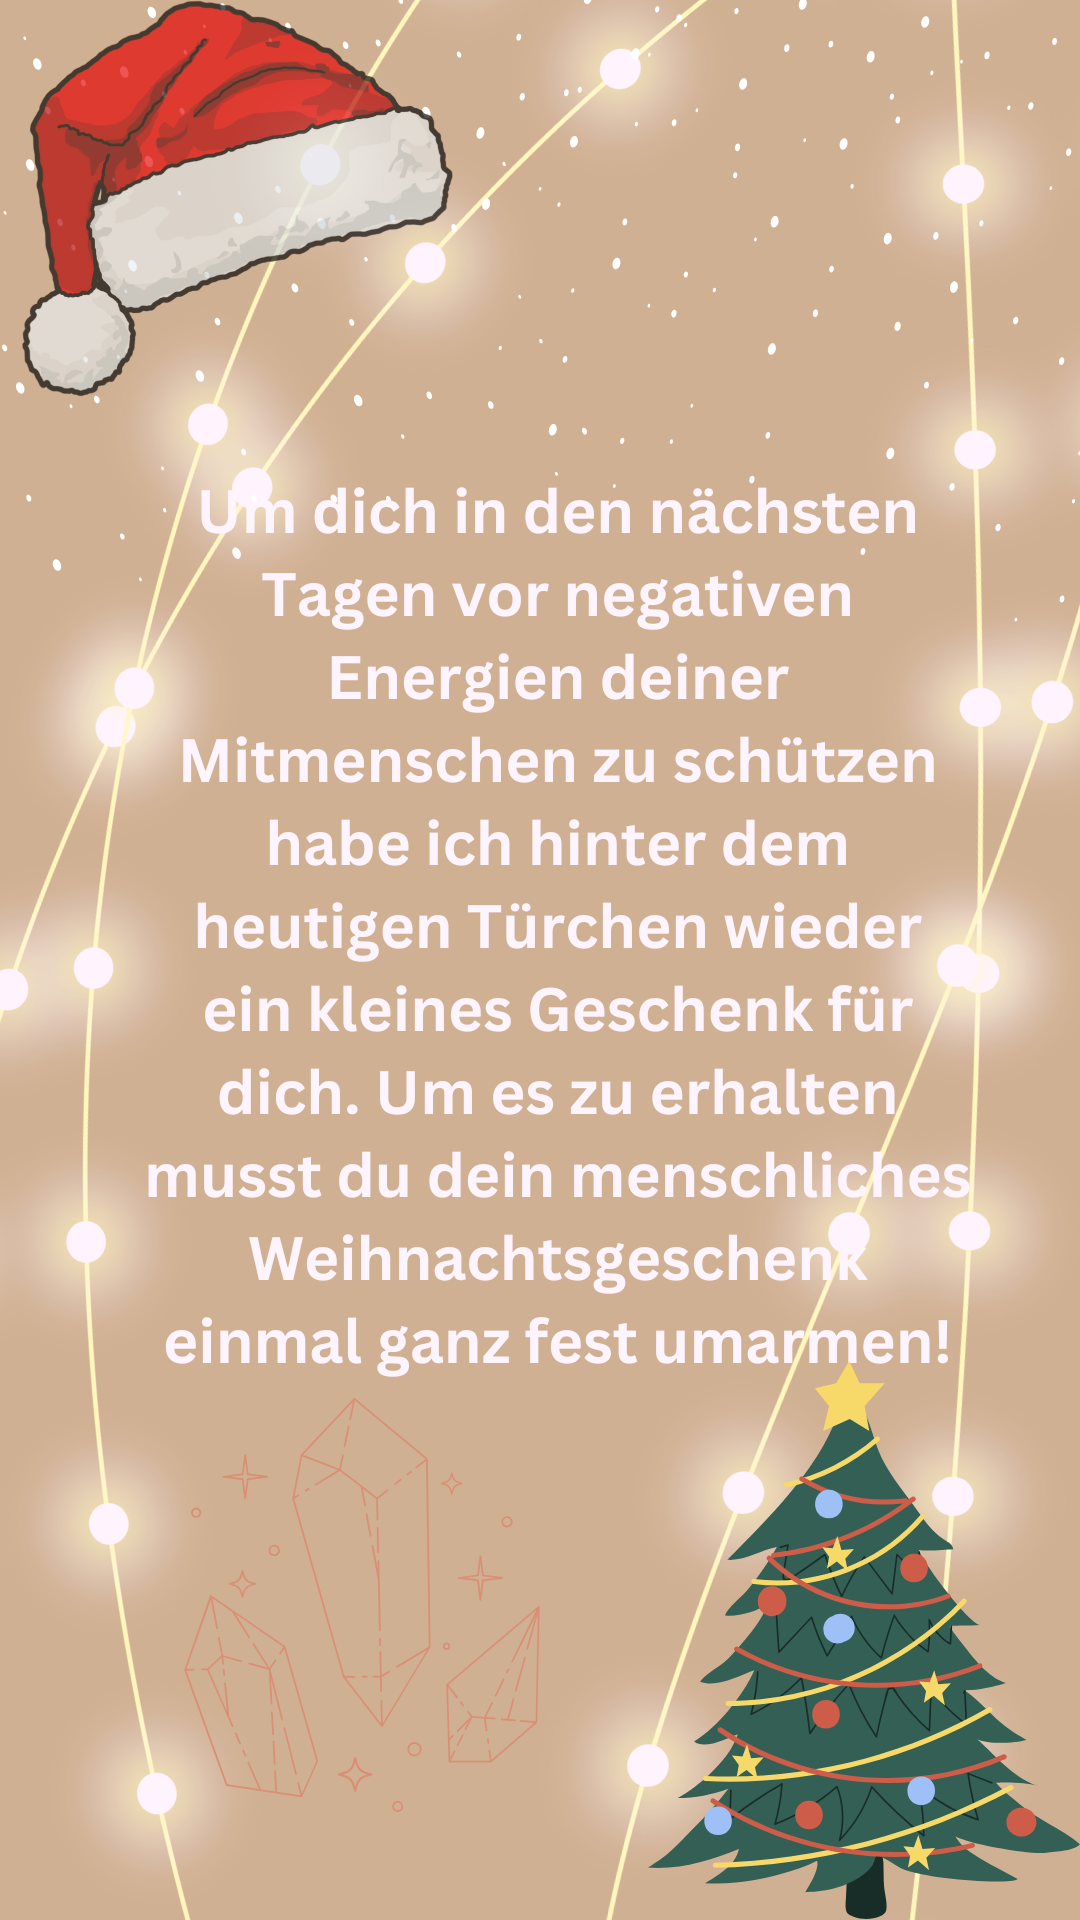 Um dich in den nächsten
Tagen vor negativen
Energien deiner
Mitmenschen zu schützen
habe ich hinter dem
heutigen Türchen wieder
ein kleines Geschenk für
dich. Um es zu erhalten
musst du dein menschliches
Weihnachtsgeschenk
einmal ganz fest umarmen!